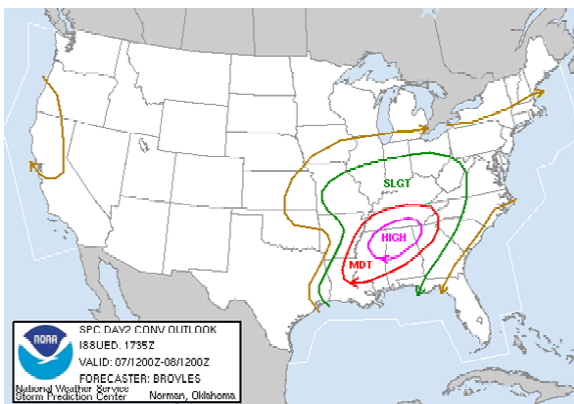 SLGT
HIGH
MDT
NOAA
SPC DAY2 CONV OUTLOOK
ISSUED: 1735Z
VALID: 07/1200Z-08/1200Z
FORECASTER: BROYLES
National Weather Service
Storm Prediction Center Norman, Oklahoma